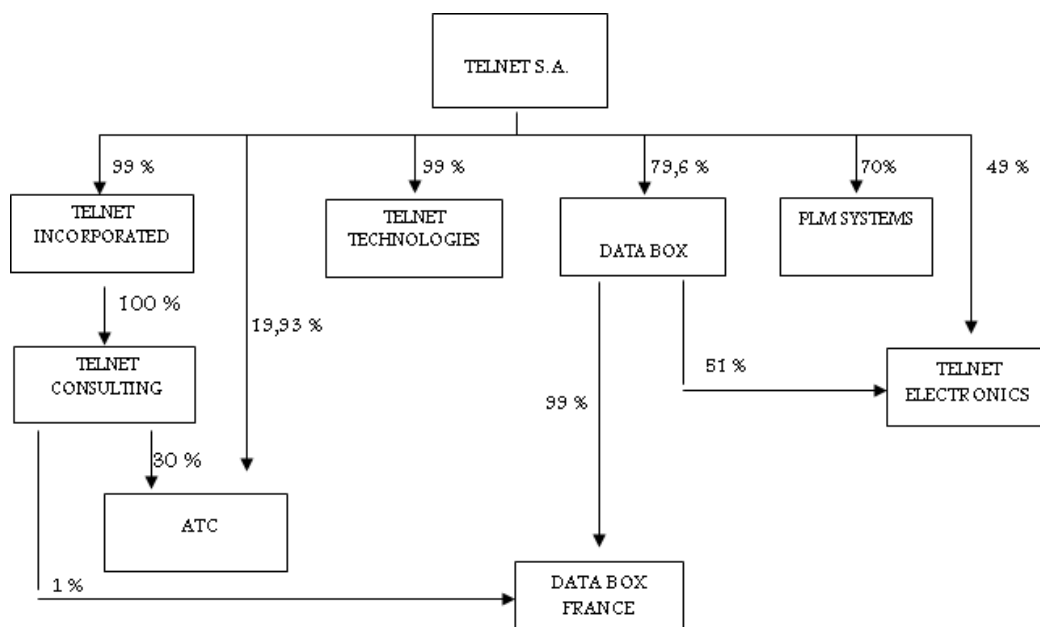 TELNET S.A.
99 %
99 %
79,6 %
70%
49 %
TELNET
INCORPORATED
TELNET
TECHNOLOGIES
DATA BOX
PLM SYSTEMS
100 %
19,93 %
TELNET
CONSULTING
51 %
TELNET
ELECTRONICS
99 %
30 %
ATC
1 %
DATA BOX
FRANCE